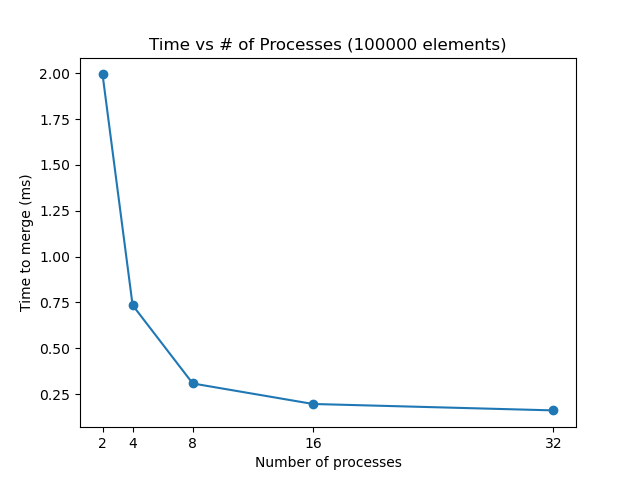 Time vs # of Processes (100000 elements)
Time to merge (ms)
2.00
1.75
1.50
1.25
1.00
0.75
0.50
0.25
2 4 8 16 32
Number of processes